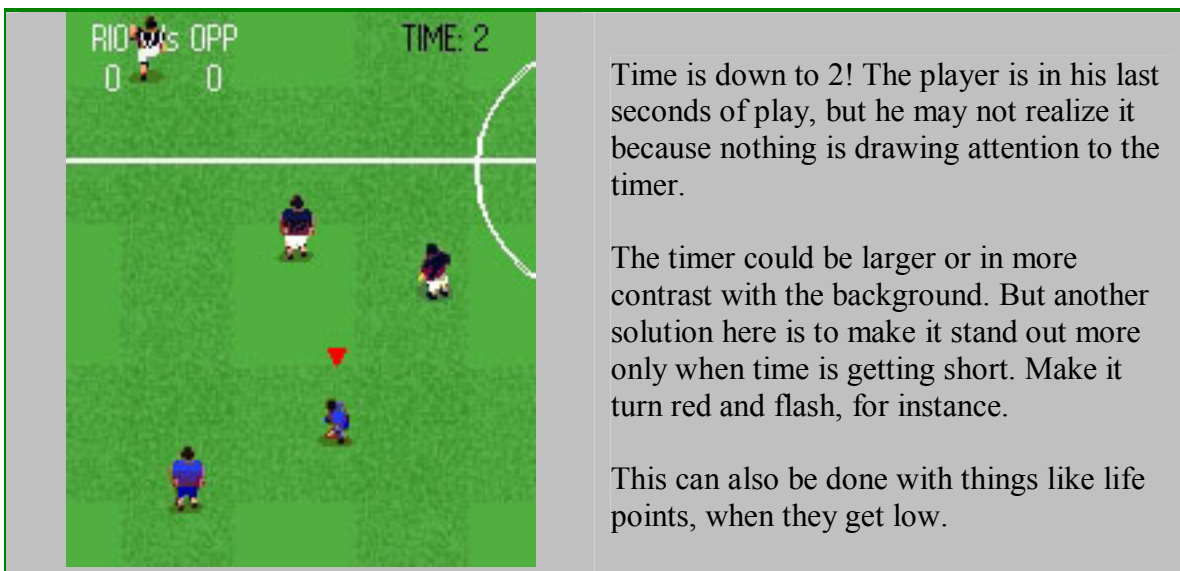 RIO vs OPP
TIME: 2
0 0
Time is down to 2! The player is in his last
seconds of play, but he may not realize it
because nothing is drawing attention to the
timer.
The timer could be larger or in more
contrast with the background. But another
solution here is to make it stand out more
only when time is getting short. Make it
turn red and flash, for instance.
This can also be done with things like life
points, when they get low.